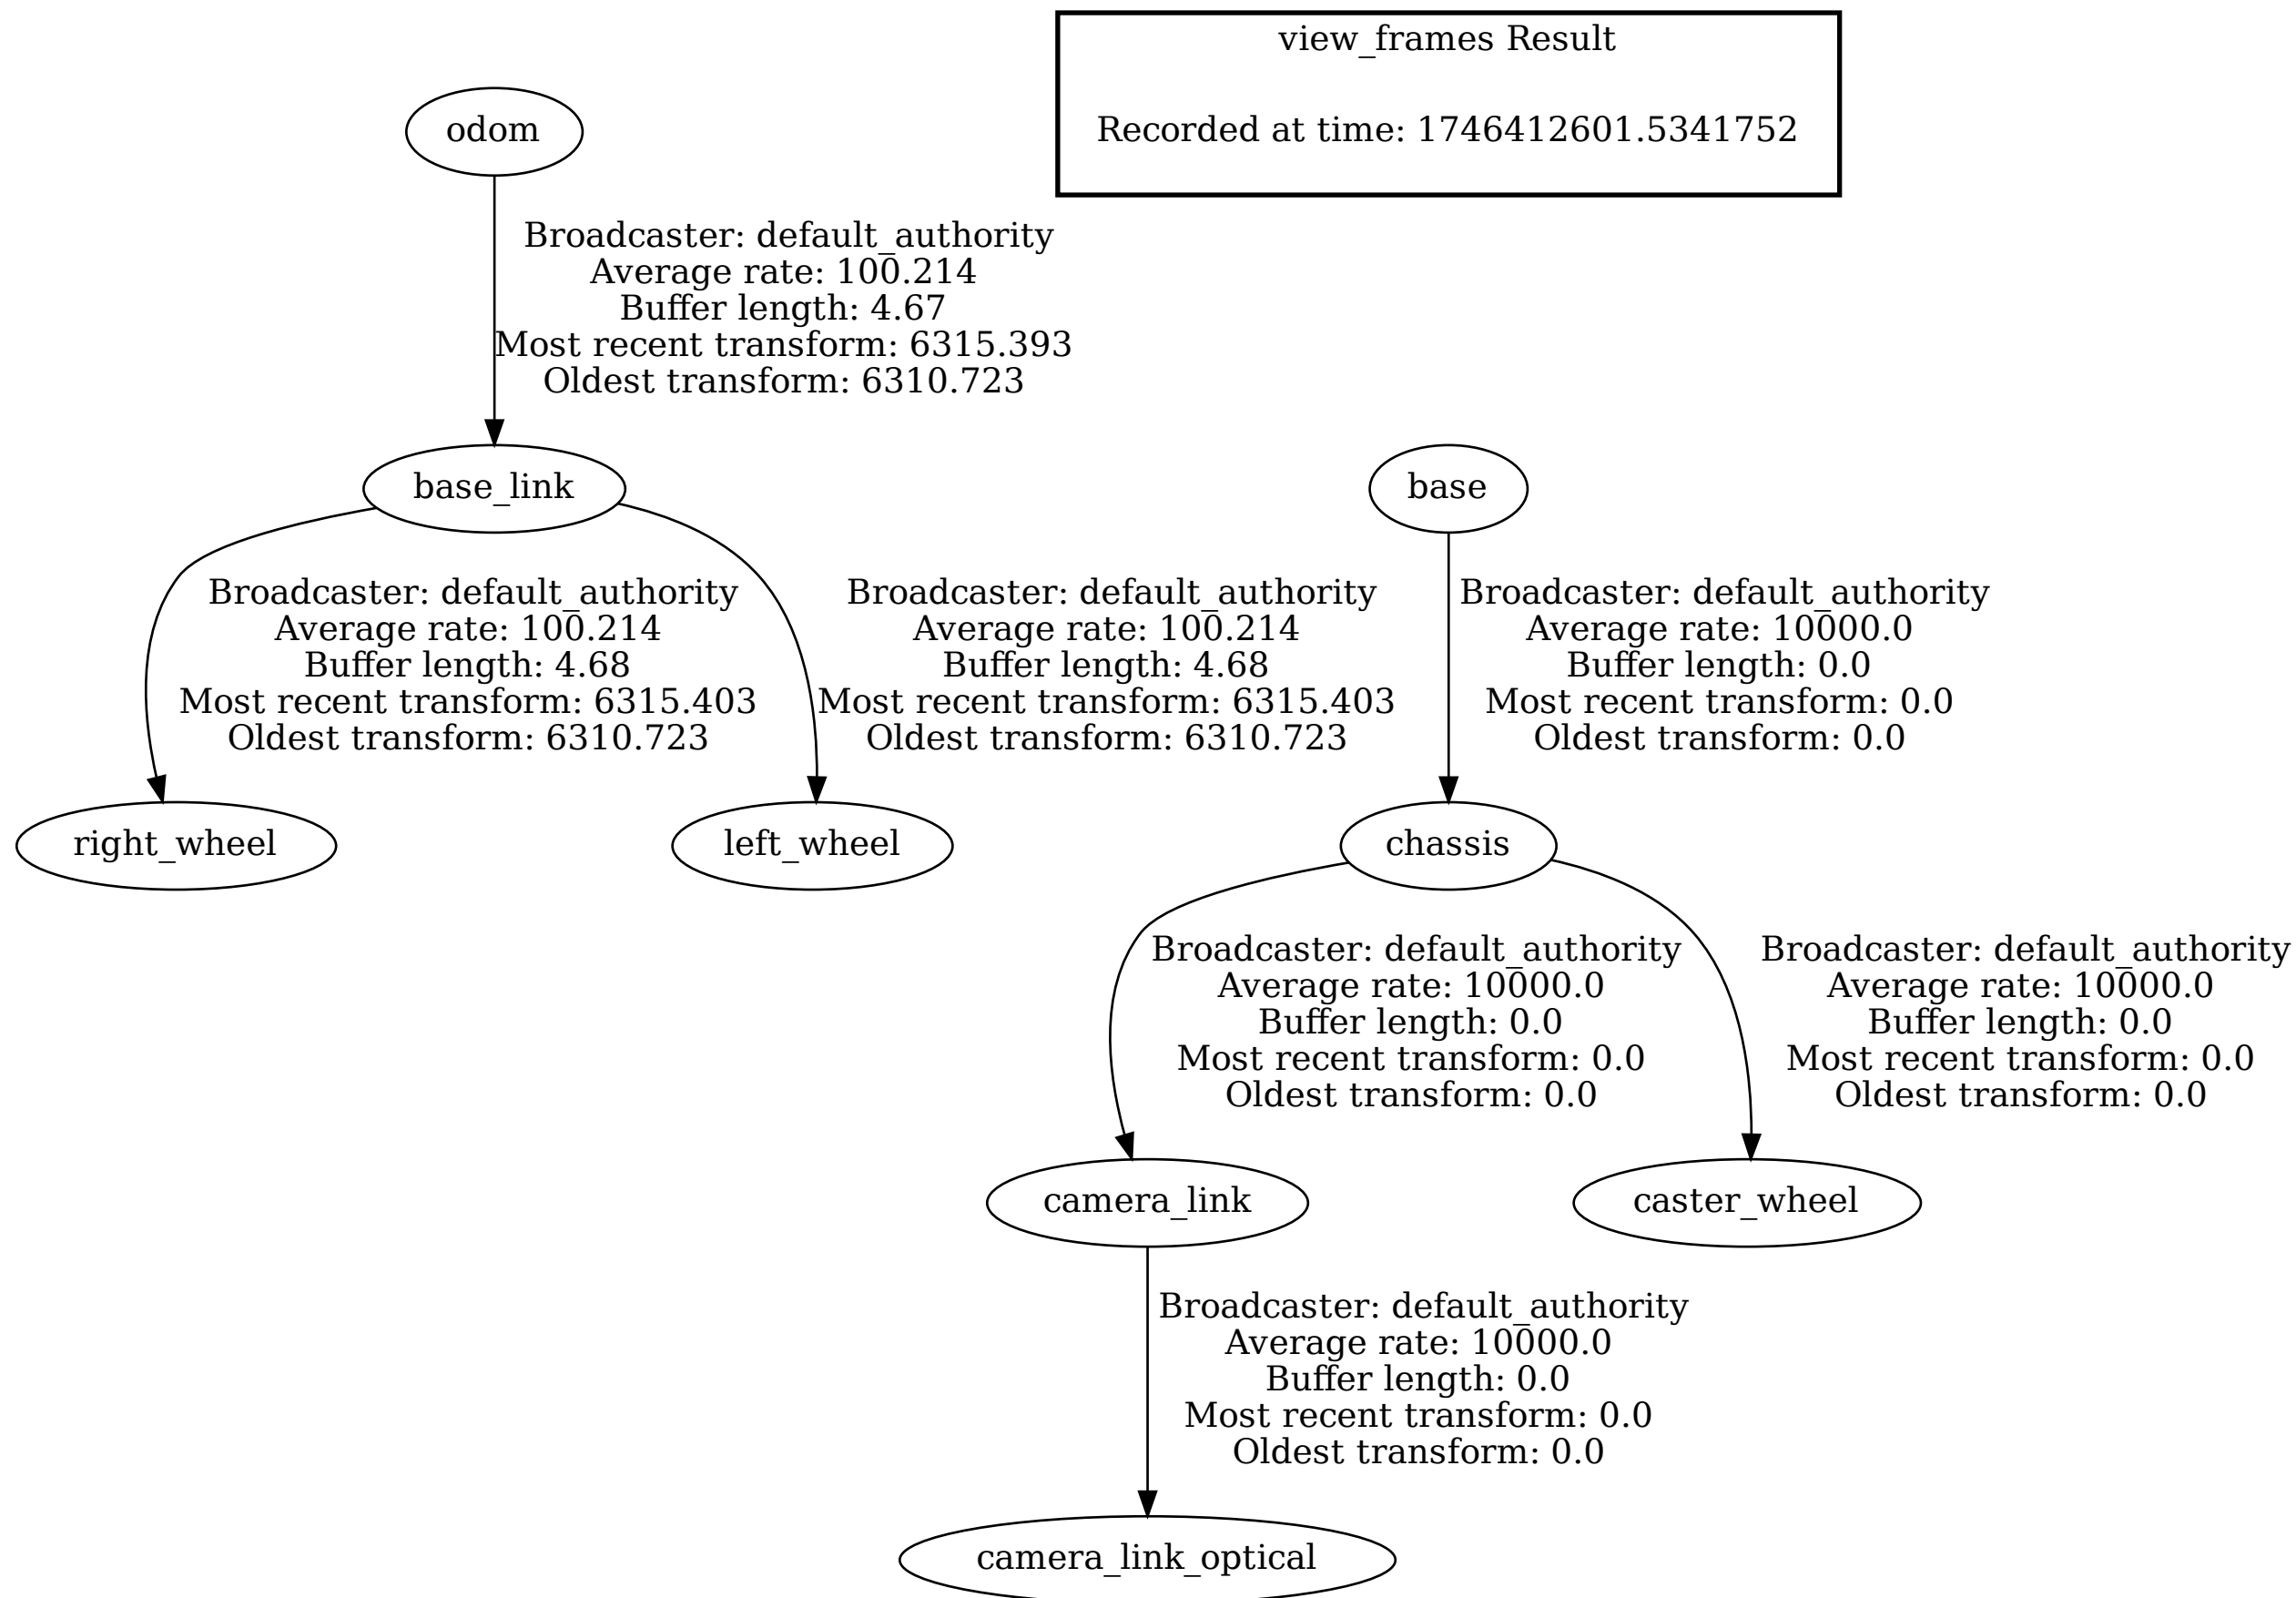 view_frames Result
Recorded at time: 1746412601.5341752
odom
Broadcaster: default_authority
Average rate: 100.214
Buffer length: 4.67
Most recent transform: 6315.393
Oldest transform: 6310.723
base_link
base
Broadcaster: default_authority
Average rate: 100.214
Buffer length: 4.68
Most recent transform: 6315.403
Oldest transform: 6310.723
Broadcaster: default_authority
Average rate: 100.214
Buffer length: 4.68
Most recent transform: 6315.403
Oldest transform: 6310.723
Broadcaster: default_authority
Average rate: 10000.0
Buffer length: 0.0
Most recent transform: 0.0
Oldest transform: 0.0
right_wheel
left_wheel
chassis
Broadcaster: default_authority
Average rate: 10000.0
Buffer length: 0.0
Most recent transform: 0.0
Oldest transform: 0.0
Broadcaster: default_authority
Average rate: 10000.0
Buffer length: 0.0
Most recent transform: 0.0
Oldest transform: 0.0
camera_link
caster_wheel
Broadcaster: default_authority
Average rate: 10000.0
Buffer length: 0.0
Most recent transform: 0.0
Oldest transform: 0.0
camera_link_optical